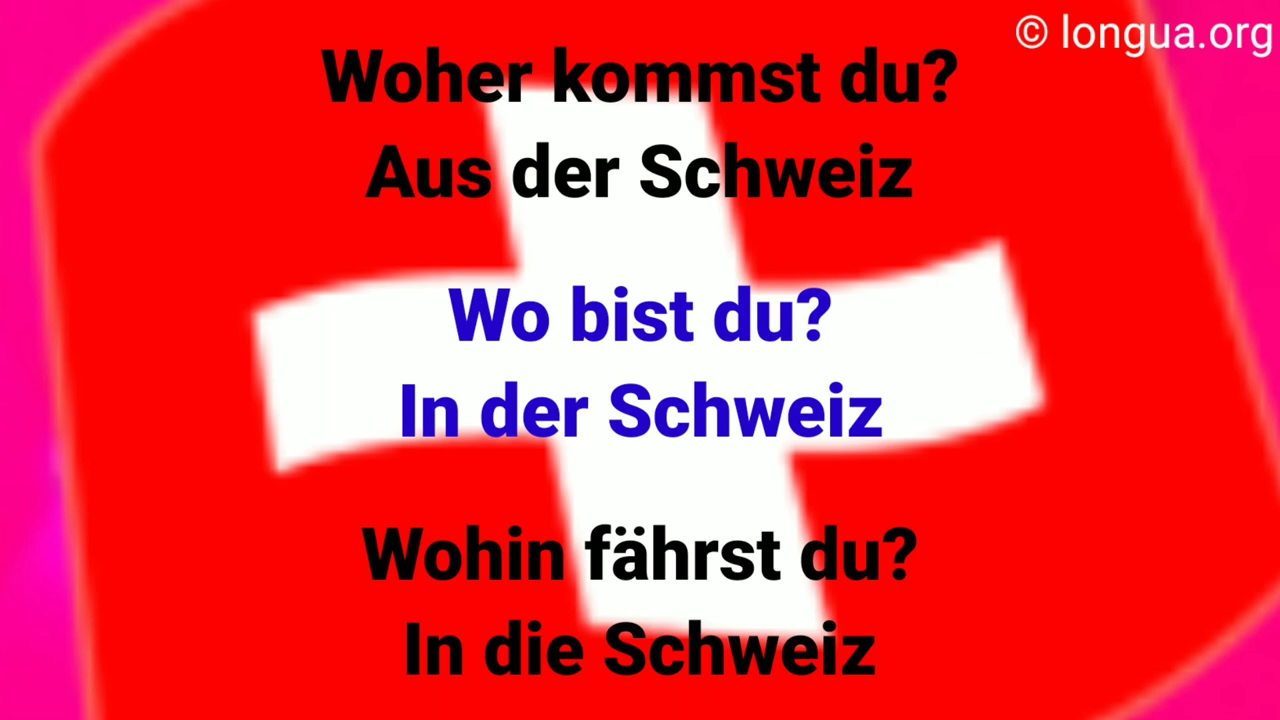 © longua.org
Woher kommst du?
Aus der Schweiz
Wo bist du?
In der Schweiz
Wohin fährst du?
In die Schweiz